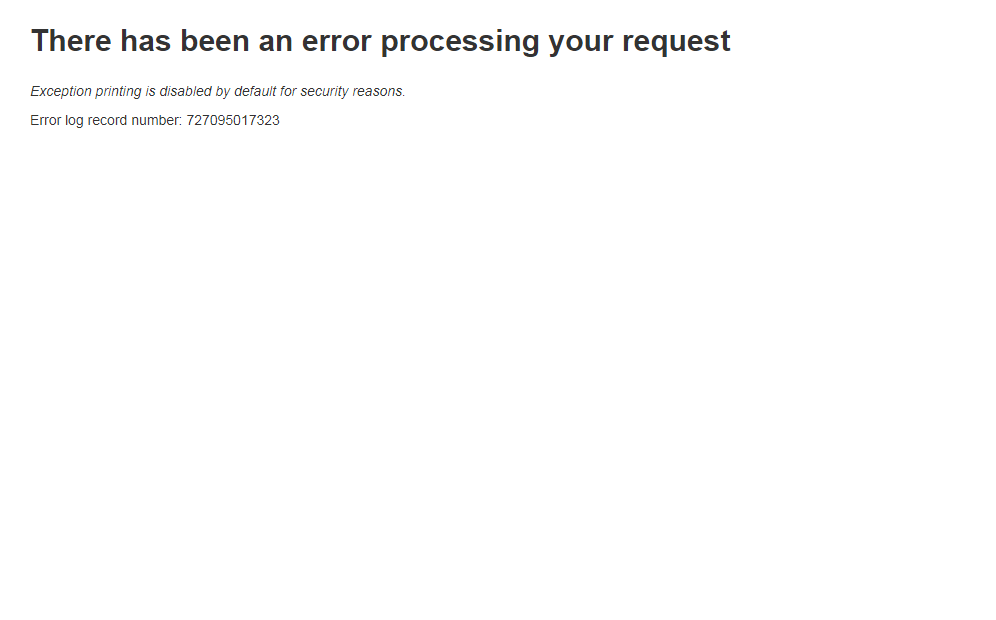 There has been an error processing your request
Exception printing is disabled by default for security reasons.
Error log record number: 727095017323